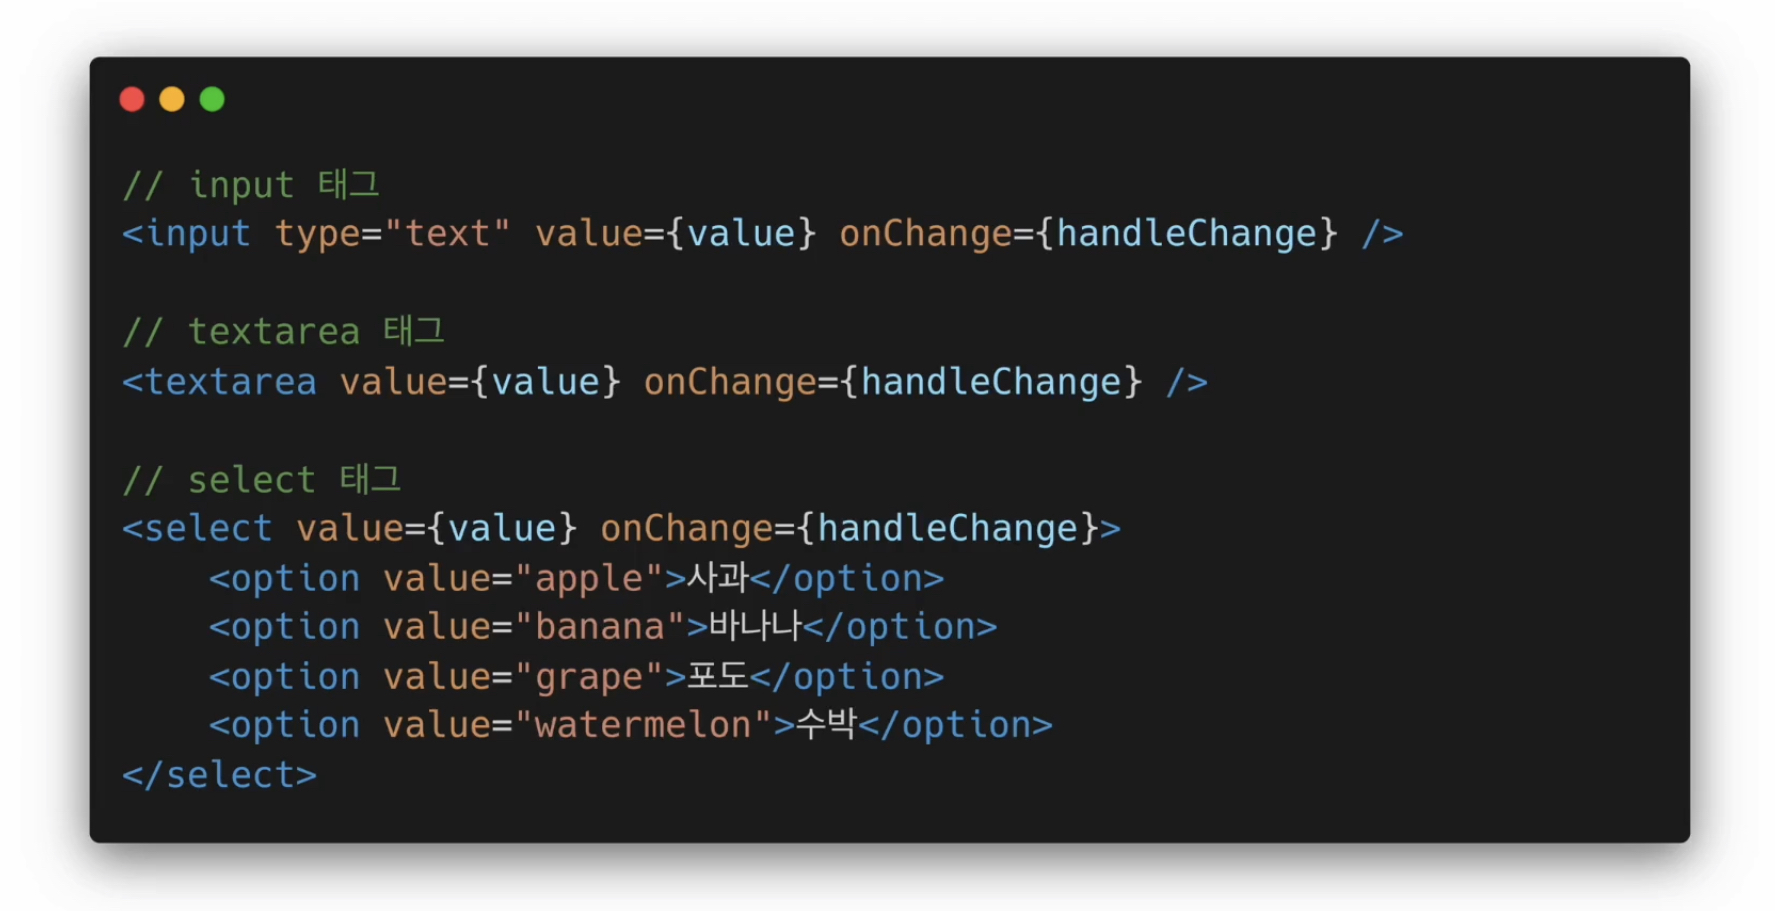 // input 태그
<input type="text" value={value} onChange={handleChange} />
// textarea 태그
<textarea value={value} onChange={handleChange} />
// select 태그
<select value={value} onChange={handleChange}>
    <option value="apple">사과</option>
    <option value="banana">바나나</option>
    <option value="grape">포도</option>
    <option value="watermelon">수박</option>
</select>